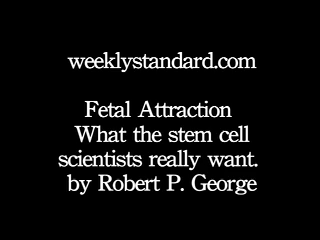 weeklystandard.com
Fetal Attraction
What the stem cell
scientists really want.
by Robert P. George